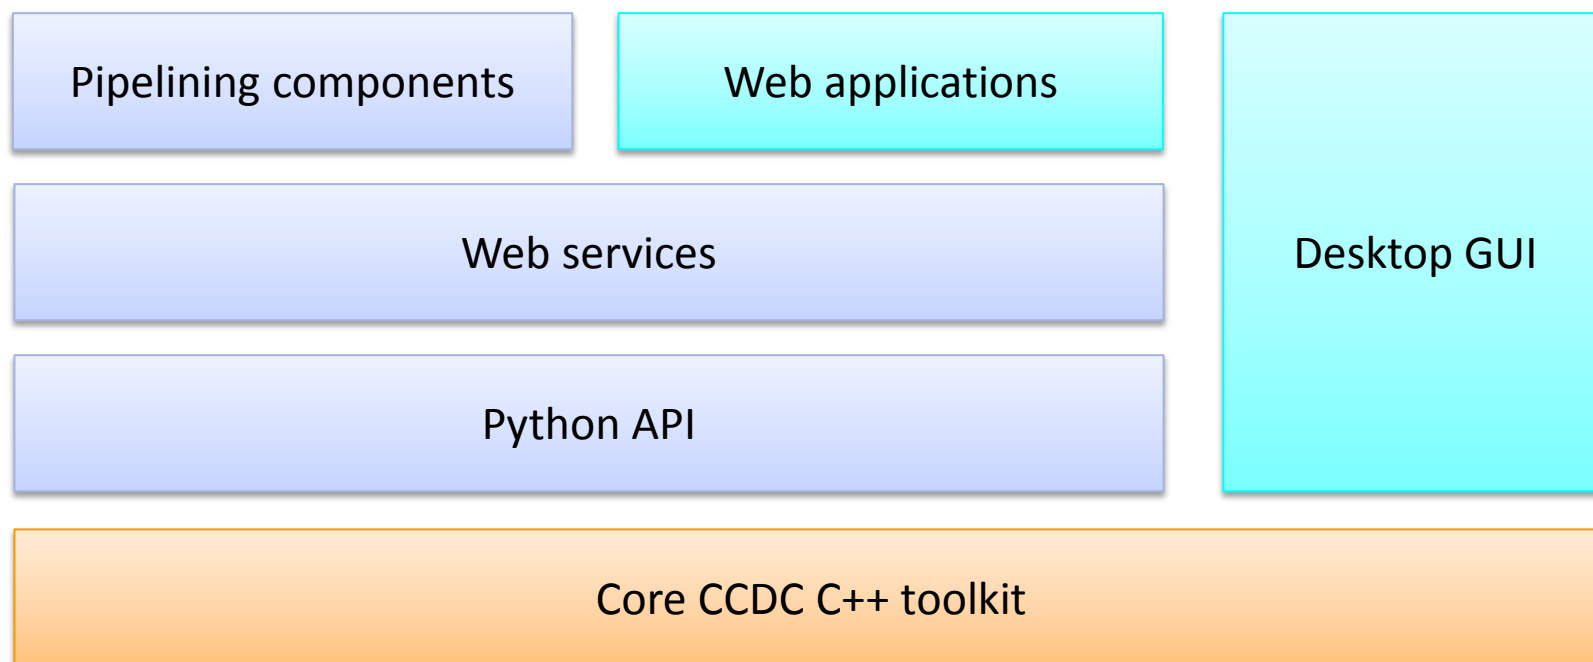 Pipelining components
Web applications
Web services
Desktop GUI
Python API
Core CCDC C++ toolkit